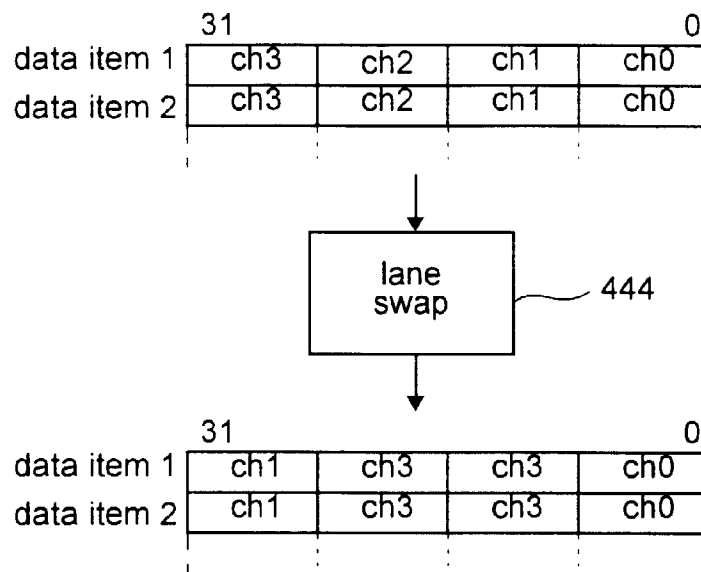 31 0
data item 1 ch3 ch2 ch1 ch0
data item 2 ch3 ch2 ch1 ch0
lane
swap
444
31 0
data item 1 ch1 ch3 ch3 ch0
data item 2 ch1 ch3 ch3 ch0